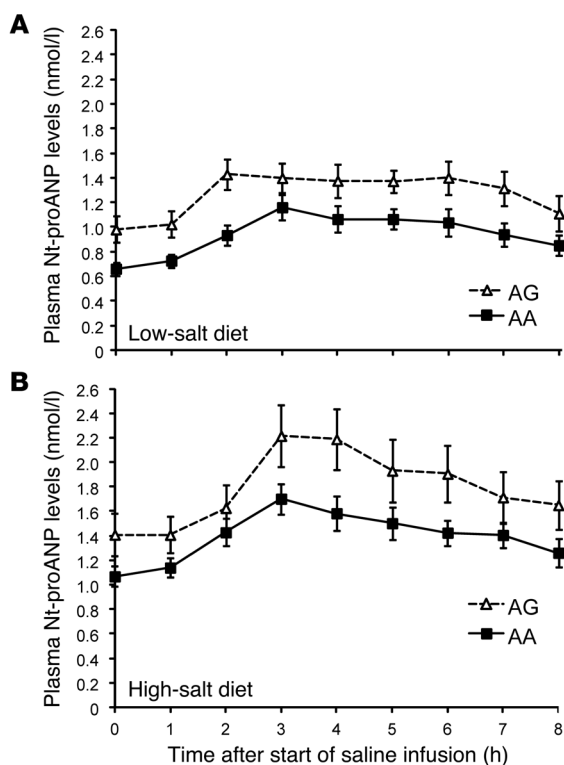 A
Plasma Nt-proANP levels (nmol/l)
2.6
2.4
2.2
2.0
1.8
1.6
1.4
1.2
1.0
0.8
0.6
0.4
0.2
0
AG
AA
Low-salt diet
B
Plasma Nt-proANP levels (nmol/l)
2.6
2.4
2.2
2.0
1.8
1.6
1.4
1.2
1.0
0.8
0.6
0.4
0.2
0
AG
AA
High-salt diet
0 1 2 3 4 5 6 7 8
Time after start of saline infusion (h)